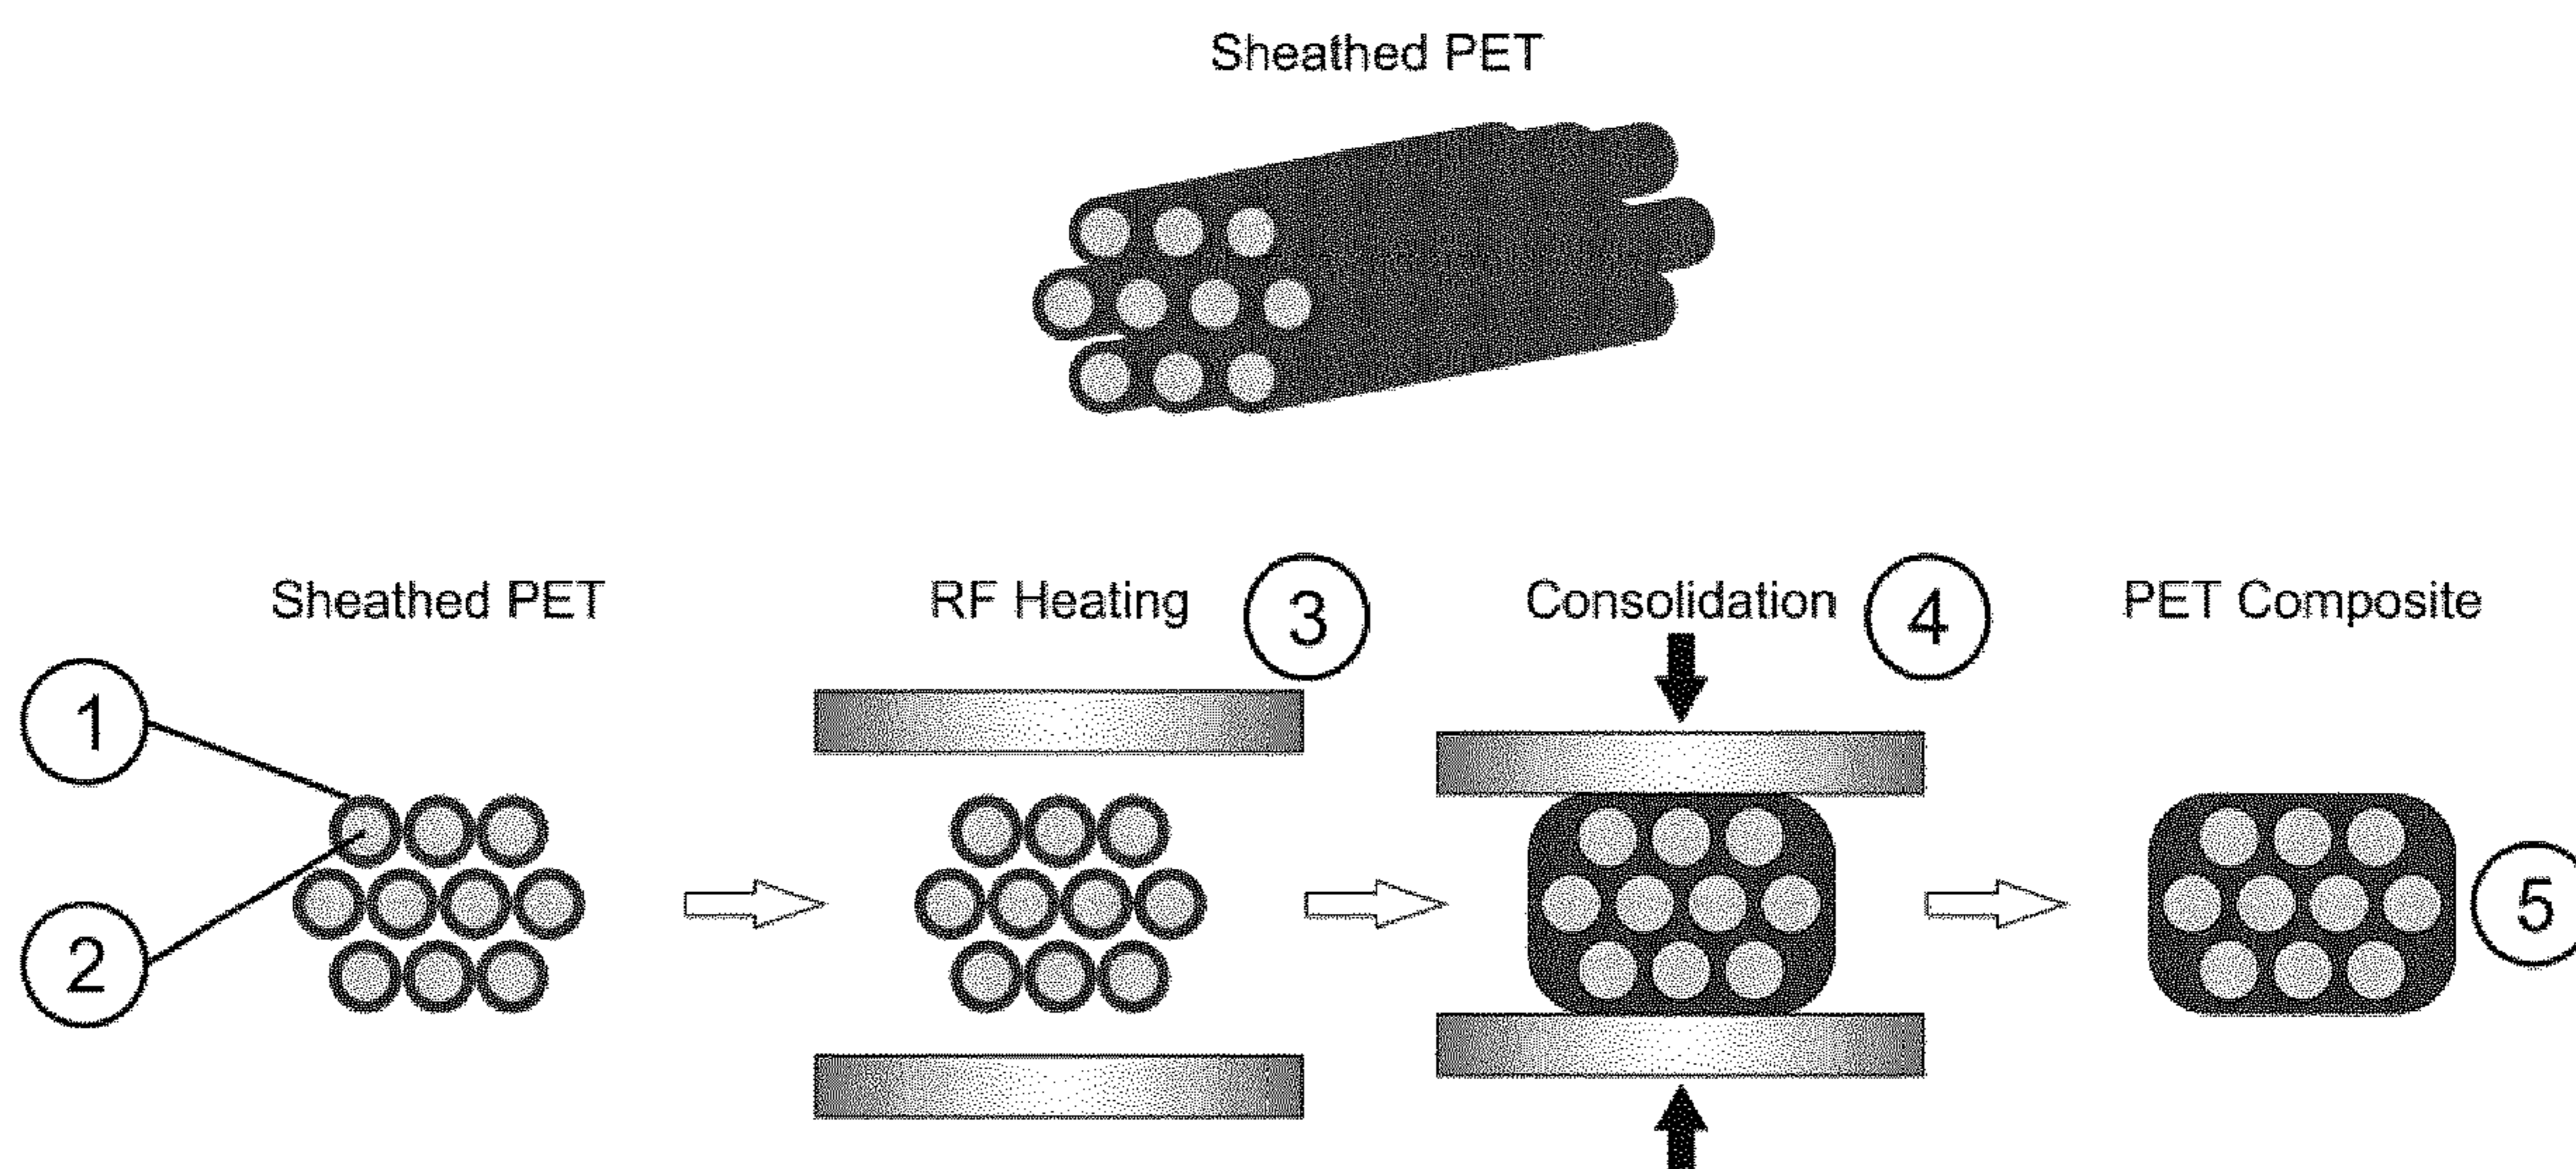 Sheathed PET
Sheathed PET
RF Heating
3
Consolidation
4
PET Composite
1
2
5